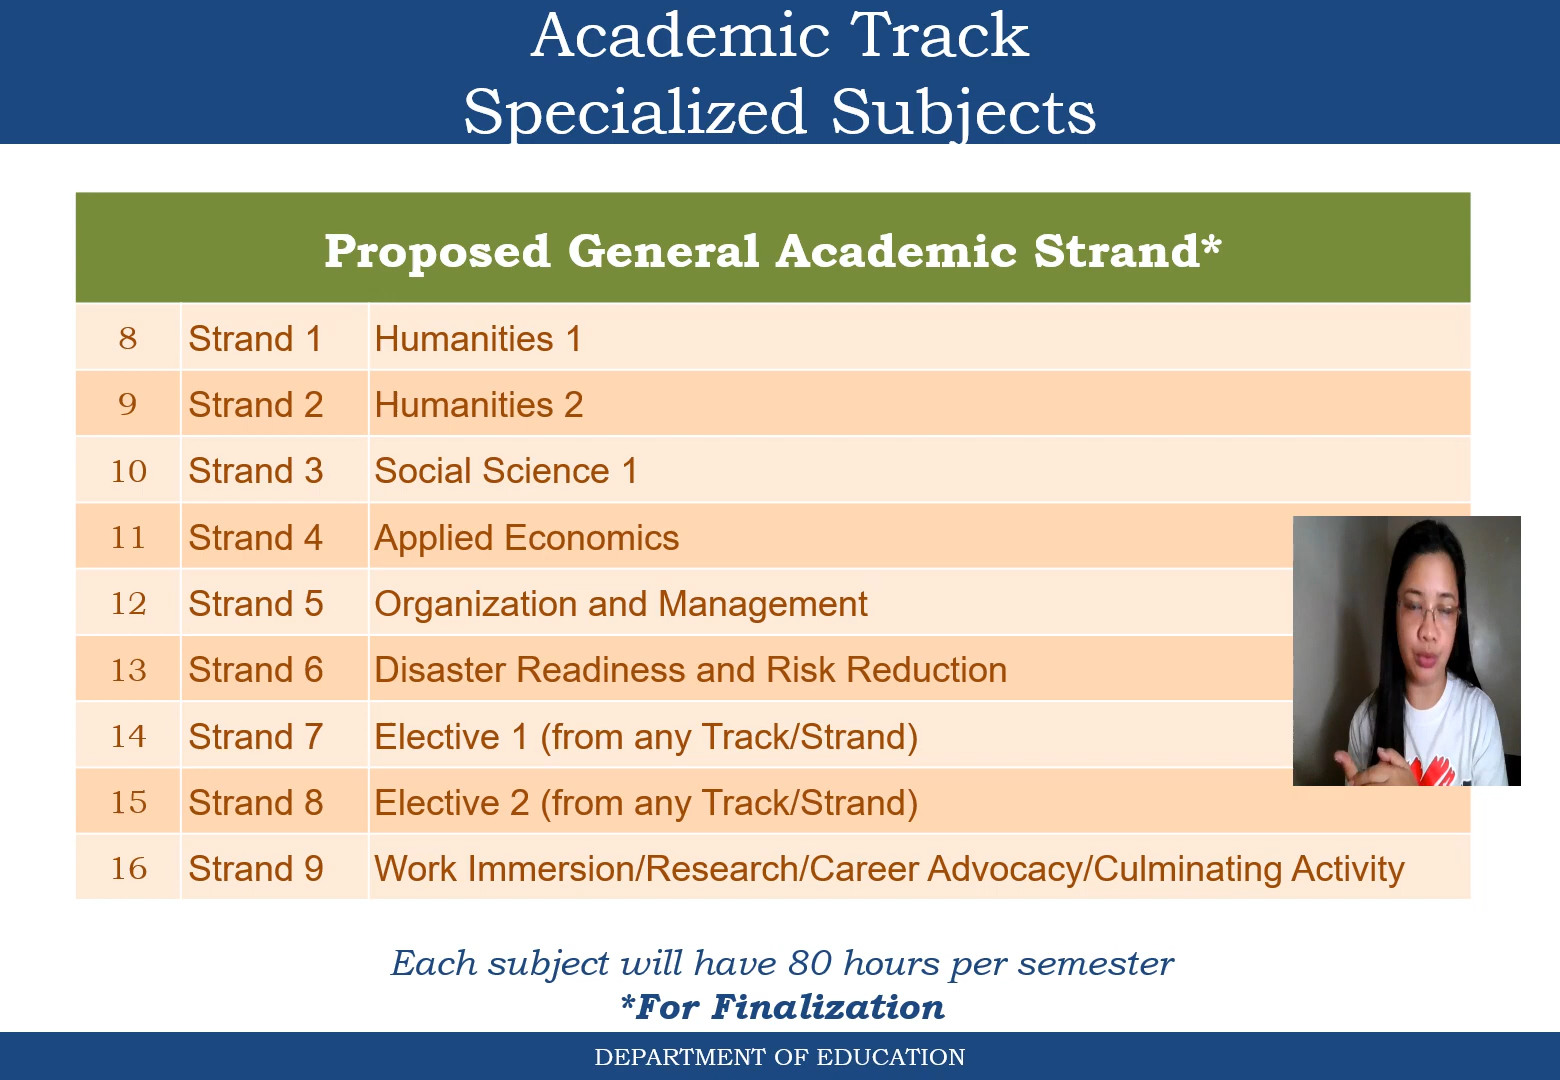 Academic Track
Specialized Subjects
Proposed General Academic Strand*
8 Strand 1 Humanities 1
9 Strand 2 Humanities 2
10 Strand 3 Social Science 1
11 Strand 4 Applied Economics
12 Strand 5 Organization and Management
13 Strand 6 Disaster Readiness and Risk Reduction
14 Strand 7 Elective 1 (from any Track/Strand)
15 Strand 8 Elective 2 (from any Track/Strand)
16 Strand 9 Work Immersion/Research/Career Advocacy/Culminating Activity
Each subject will have 80 hours per semester
*For Finalization
DEPARTMENT OF EDUCATION